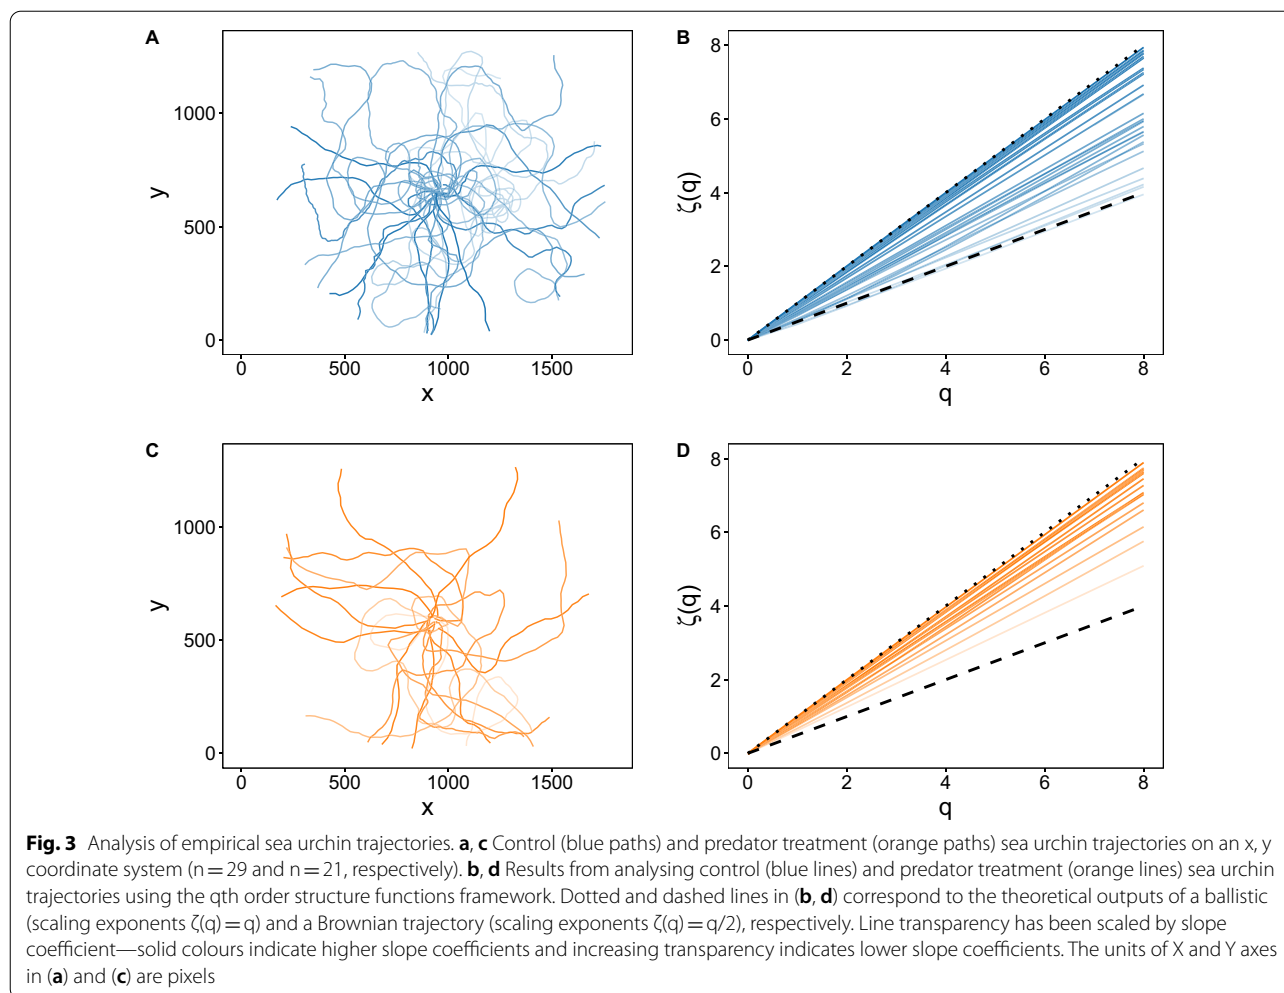 A
B
1000
500
0
y
0 500 1000 1500
x
8
6
4
2
0
ζ(q)
0 2 4 6 8
q
C
D
1000
500
0
y
0 500 1000 1500
x
8
6
4
2
0
ζ(q)
0 2 4 6 8
q
Fig. 3 Analysis of empirical sea urchin trajectories. a, c Control (blue paths) and predator treatment (orange paths) sea urchin trajectories on an x, y
coordinate system (n = 29 and n = 21, respectively). b, d Results from analysing control (blue lines) and predator treatment (orange lines) sea urchin
trajectories using the qth order structure functions framework. Dotted and dashed lines in (b, d) correspond to the theoretical outputs of a ballistic
(scaling exponents ζ(q) = q) and a Brownian trajectory (scaling exponents ζ(q) = q/2), respectively. Line transparency has been scaled by slope
coefficient—solid colours indicate higher slope coefficients and increasing transparency indicates lower slope coefficients. The units of X and Y axes
in (a) and (c) are pixels